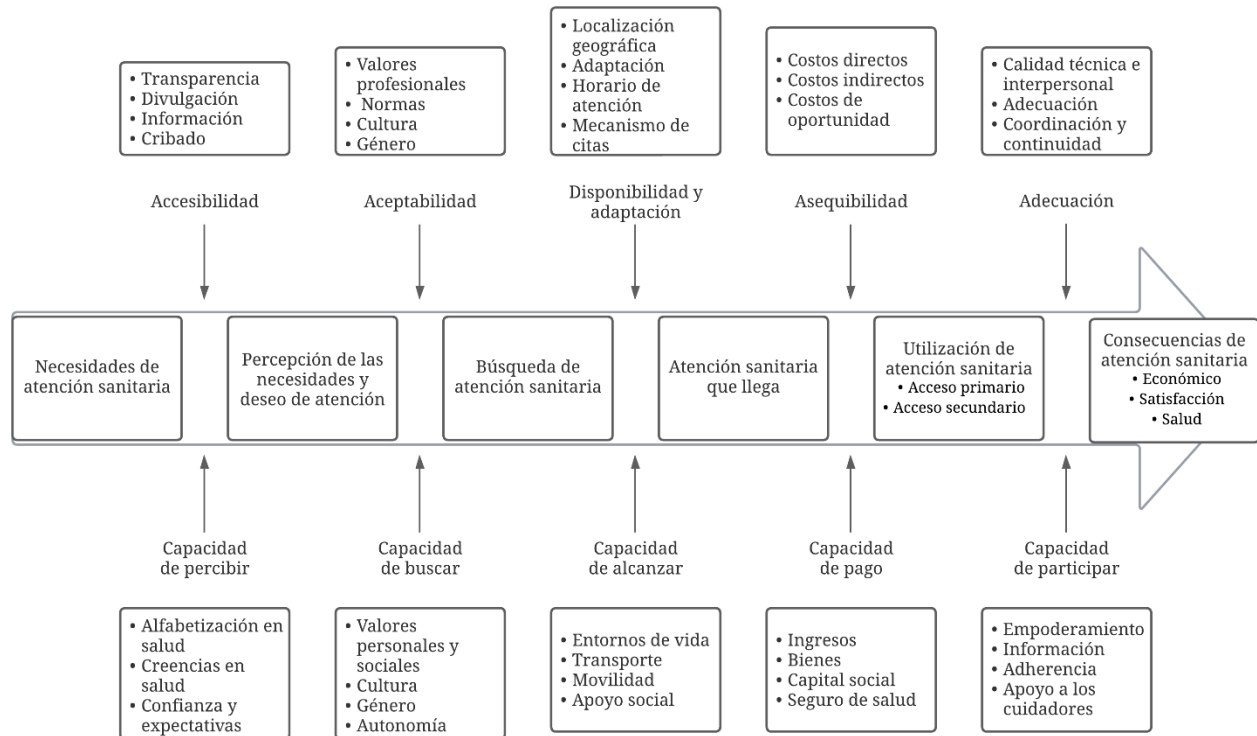 • Transparencia
• Divulgación
• Información
• Cribado
• Valores
profesionales
• Normas
• Cultura
• Género
• Localización
geográfica
• Adaptación
• Horario de
atención
• Mecanismo de
citas
• Costos directos
• Costos indirectos
• Costos de
oportunidad
• Calidad técnica e
interpersonal
• Adecuación
• Coordinación y
continuidad
Accesibilidad
Aceptabilidad
Disponibilidad y
adaptación
Asequibilidad
Adecuación
Necesidades de
atención sanitaria
Percepción de las
necesidades y
deseo de atención
Búsqueda de
atención sanitaria
Atención sanitaria
que llega
Utilización de
atención sanitaria
• Acceso primario
• Acceso secundario
Consecuencias de
atención sanitaria
• Económico
• Satisfacción
• Salud
Capacidad
de percibir
Capacidad
de buscar
Capacidad
de alcanzar
Capacidad
de pago
Capacidad
de participar
• Alfabetización en
salud
• Creencias en
salud
• Confianza y
expectativas
• Valores
personales y
sociales
• Cultura
• Género
• Autonomía
• Entornos de vida
• Transporte
• Movilidad
• Apoyo social
• Ingresos
• Bienes
• Capital social
• Seguro de salud
• Empoderamiento
• Información
• Adherencia
• Apoyo a los
cuidadores